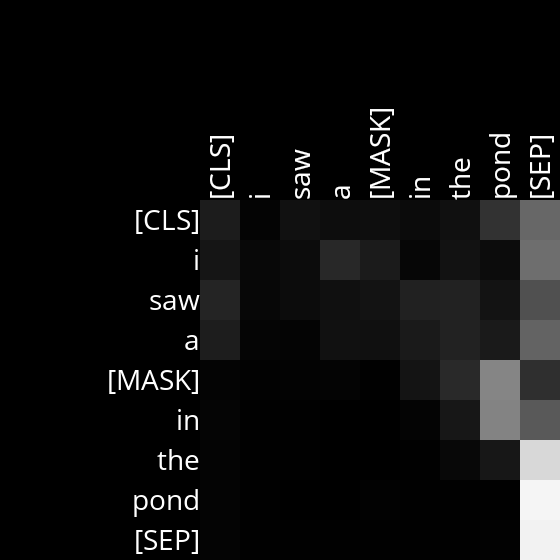 [CLS] i saw a [MASK] in the pond [SEP]
[CLS]
i
saw
a
[MASK]
in
the
pond
[SEP]